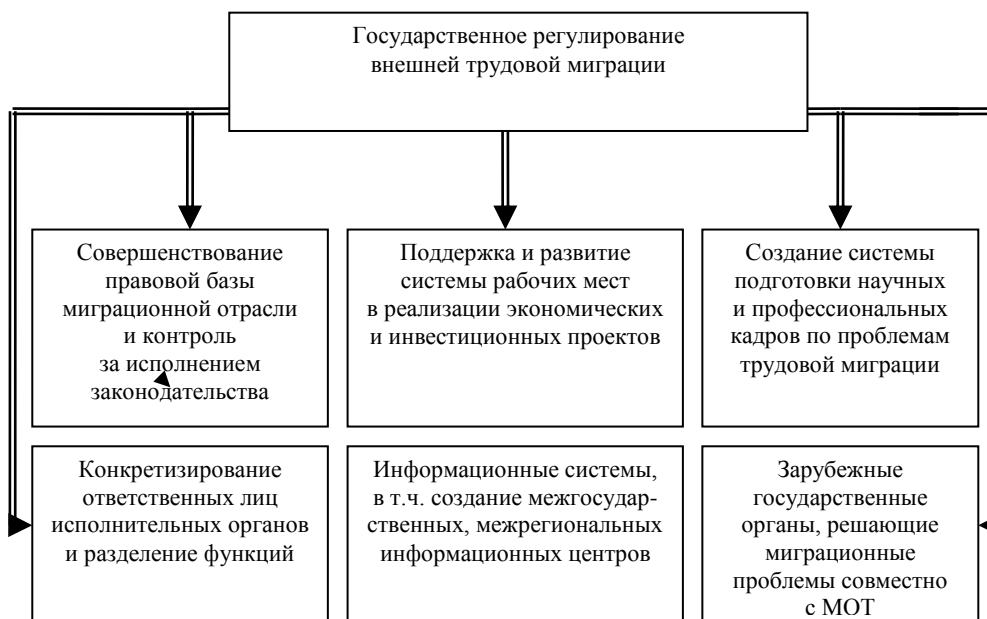 Государственное регулирование
внешней трудовой миграции
Совершенствование
правовой базы
миграционной отрасли
и контроль
за исполнением
законодательства
Поддержка и развитие
системы рабочих мест
в реализации экономических
и инвестиционных проектов
Создание системы
подготовки научных
и профессиональных
кадров по проблемам
трудовой миграции
Конкретизирование
ответственных лиц
исполнительных органов
и разделение функций
Информационные системы,
в т.ч. создание межгосудар-
ственных, межрегиональных
информационных центров
Зарубежные
государственные
органы, решающие
миграционные
проблемы совместно
с МОТ